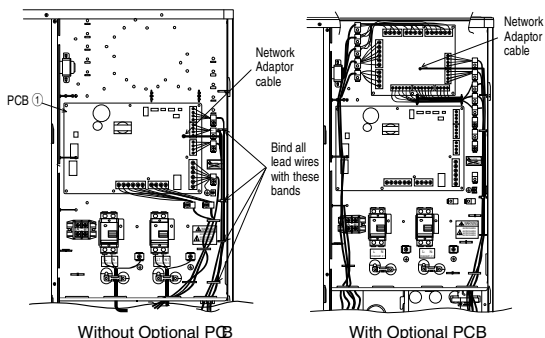 Network
Adaptor
cable
PCB ①
Bind all
lead wires
with these
bands
Without Optional PCB
Network
Adaptor
cable
With Optional PCB